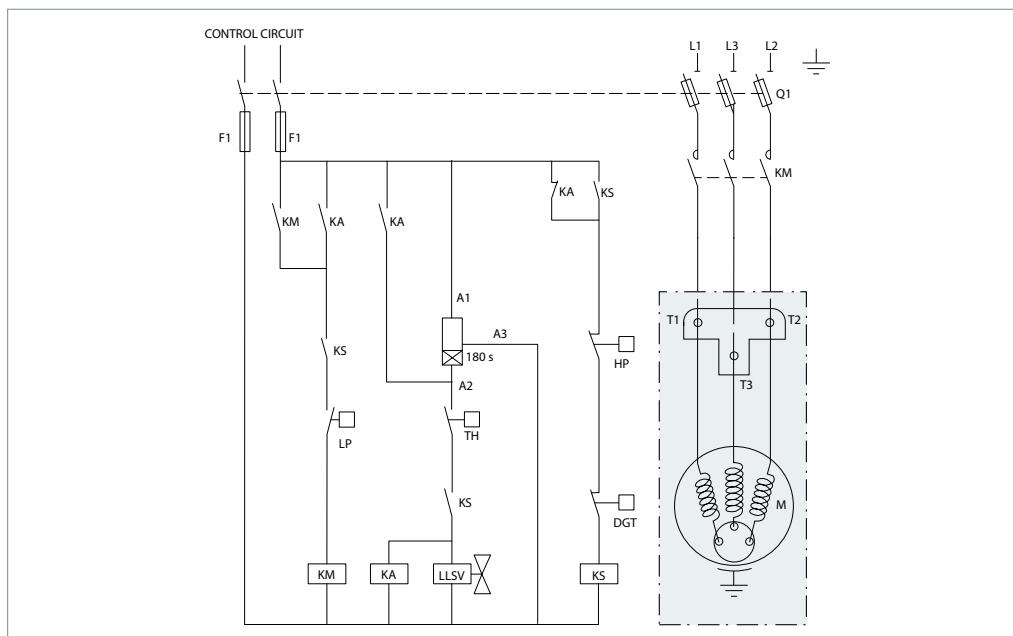 CONTROL CIRCUIT
L1 L3 L2
Q1
F1 F1
KM
KA KS
KM KA KA
A1
T1 T2
A3
KS 180 s HP
T3
A2
LP TH
KS M
DGT
KM KA LLSV KS